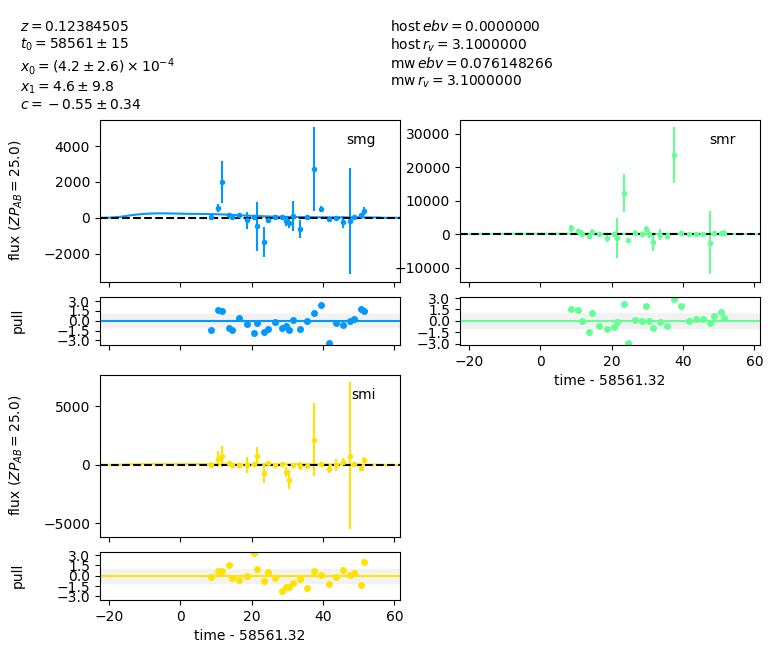 z = 0.12384505
t₀ = 58561 ± 15
x₀ = (4.2 ± 2.6) × 10⁻⁴
x₁ = 4.6 ± 9.8
c = −0.55 ± 0.34
host ebv = 0.0000000
host r_v = 3.1000000
mw ebv = 0.076148266
mw r_v = 3.1000000
flux (ZP_AB = 25.0)
4000
2000
0
−2000
smg
30000
20000
10000
0
−10000
smr
pull
3.0
1.5
0.0
−1.5
−3.0
3.0
1.5
0.0
−1.5
−3.0
−20 0 20 40 60
time - 58561.32
flux (ZP_AB = 25.0)
5000
0
−5000
smi
pull
3.0
1.5
0.0
−1.5
−3.0
−20 0 20 40 60
time - 58561.32